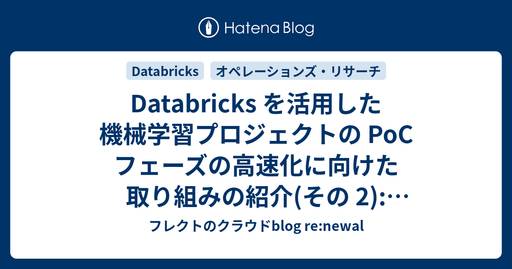 Hatena Blog
Databricks オペレーションズ・リサーチ
Databricks を活用した
機械学習プロジェクトの PoC
フェーズの高速化に向けた
取り組みの紹介(その 2):…
フレクトのクラウドblog re:newal